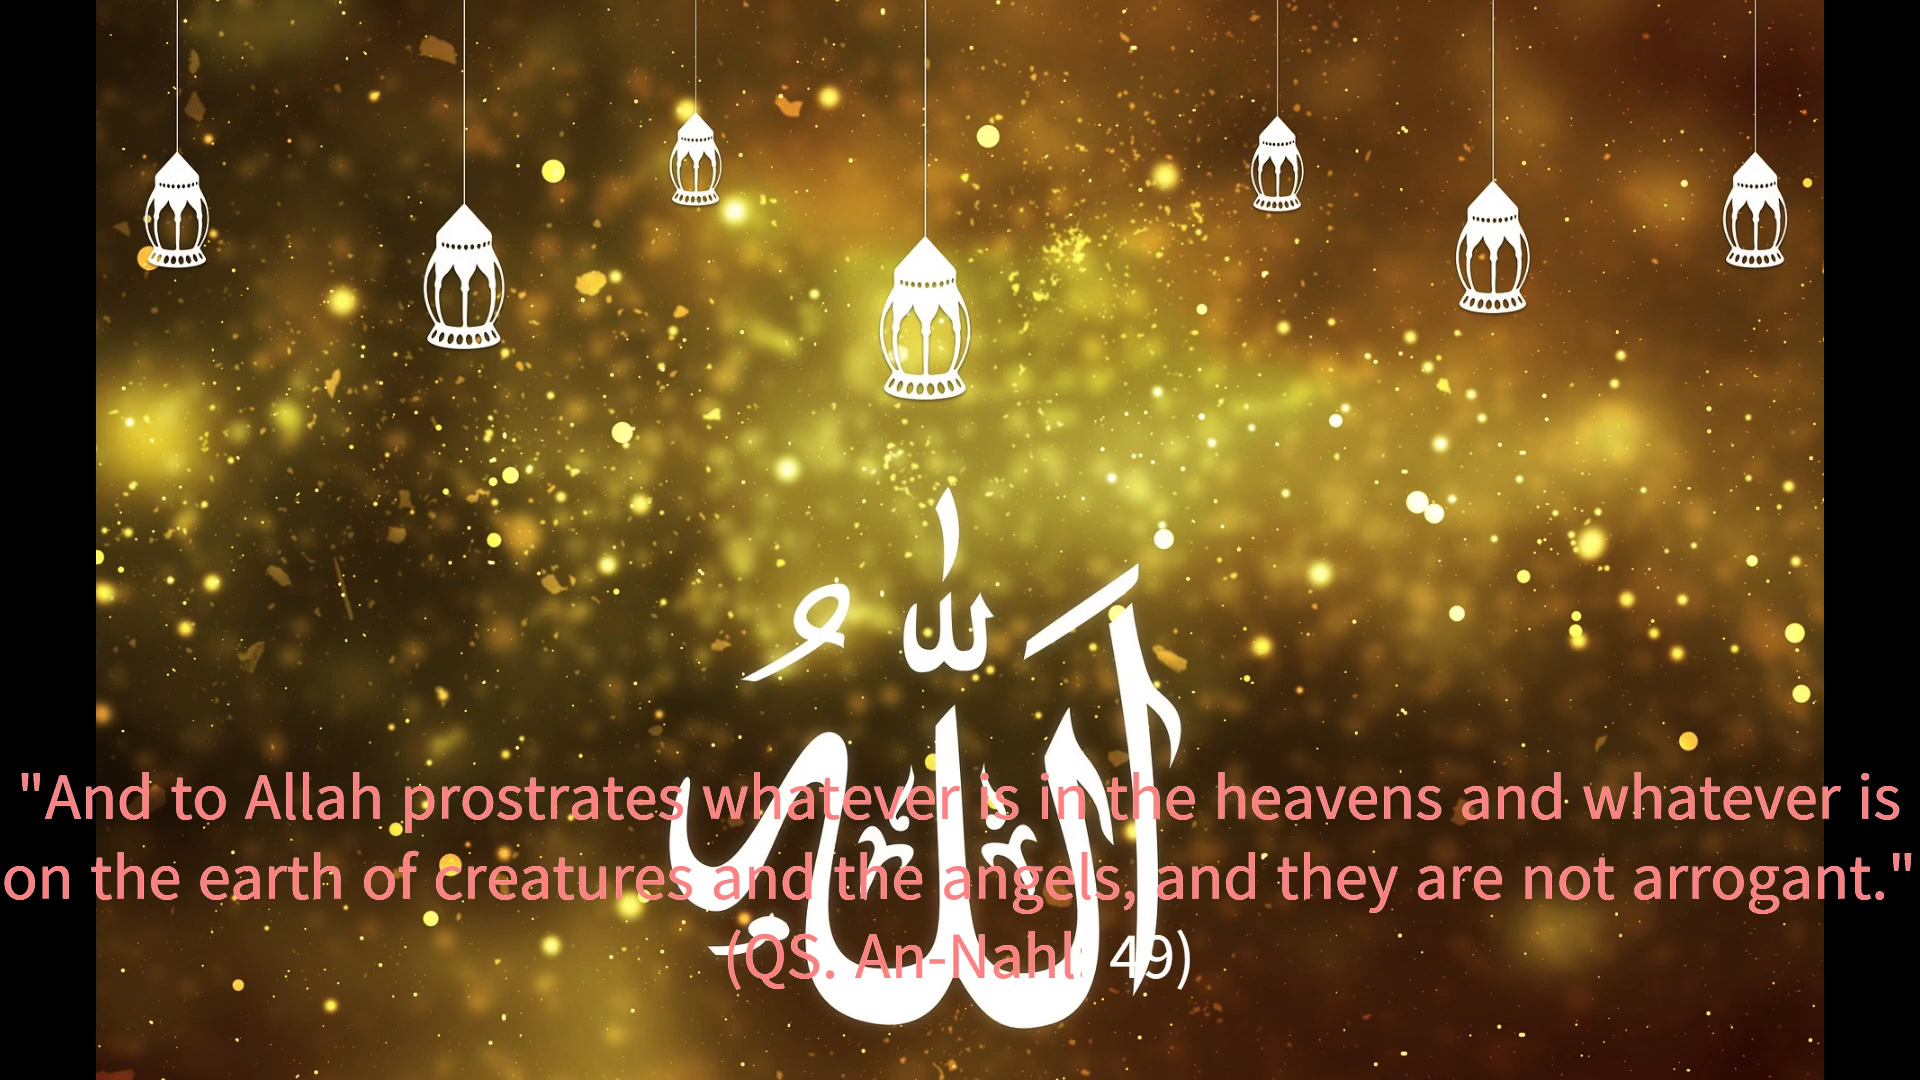 الله
"And to Allah prostrates whatever is in the heavens and whatever is
on the earth of creatures and the angels, and they are not arrogant."
(QS. An-Nahl: 49)